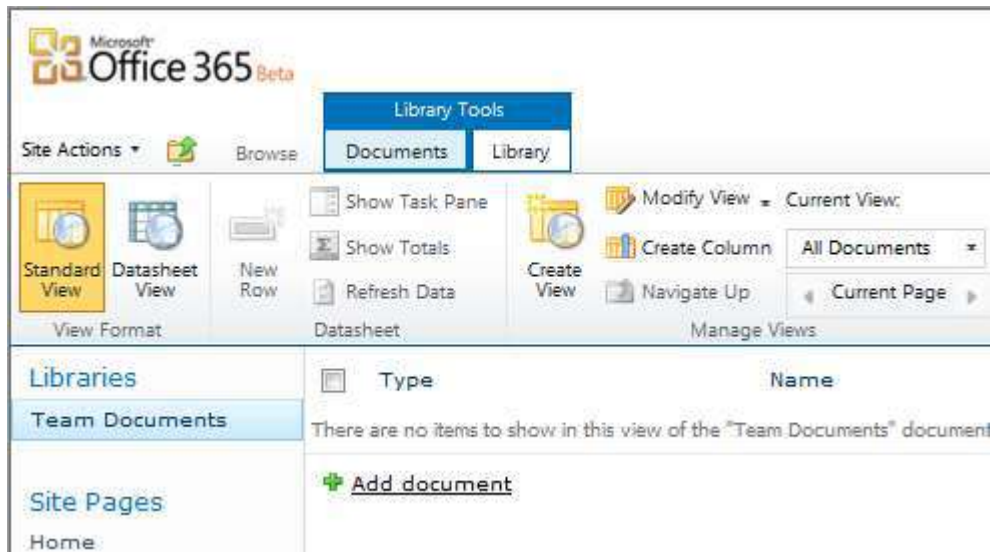 Microsoft
Office 365 Beta
Library Tools
Site Actions Browse Documents Library
Show Task Pane Modify View Current View:
Show Totals Create Column All Documents
Standard View Datasheet View New Row Refresh Data Create View Navigate Up Current Page
View Format Datasheet Manage Views
Libraries Type Name
Team Documents There are no items to show in this view of the "Team Documents" document
Add document
Site Pages
Home